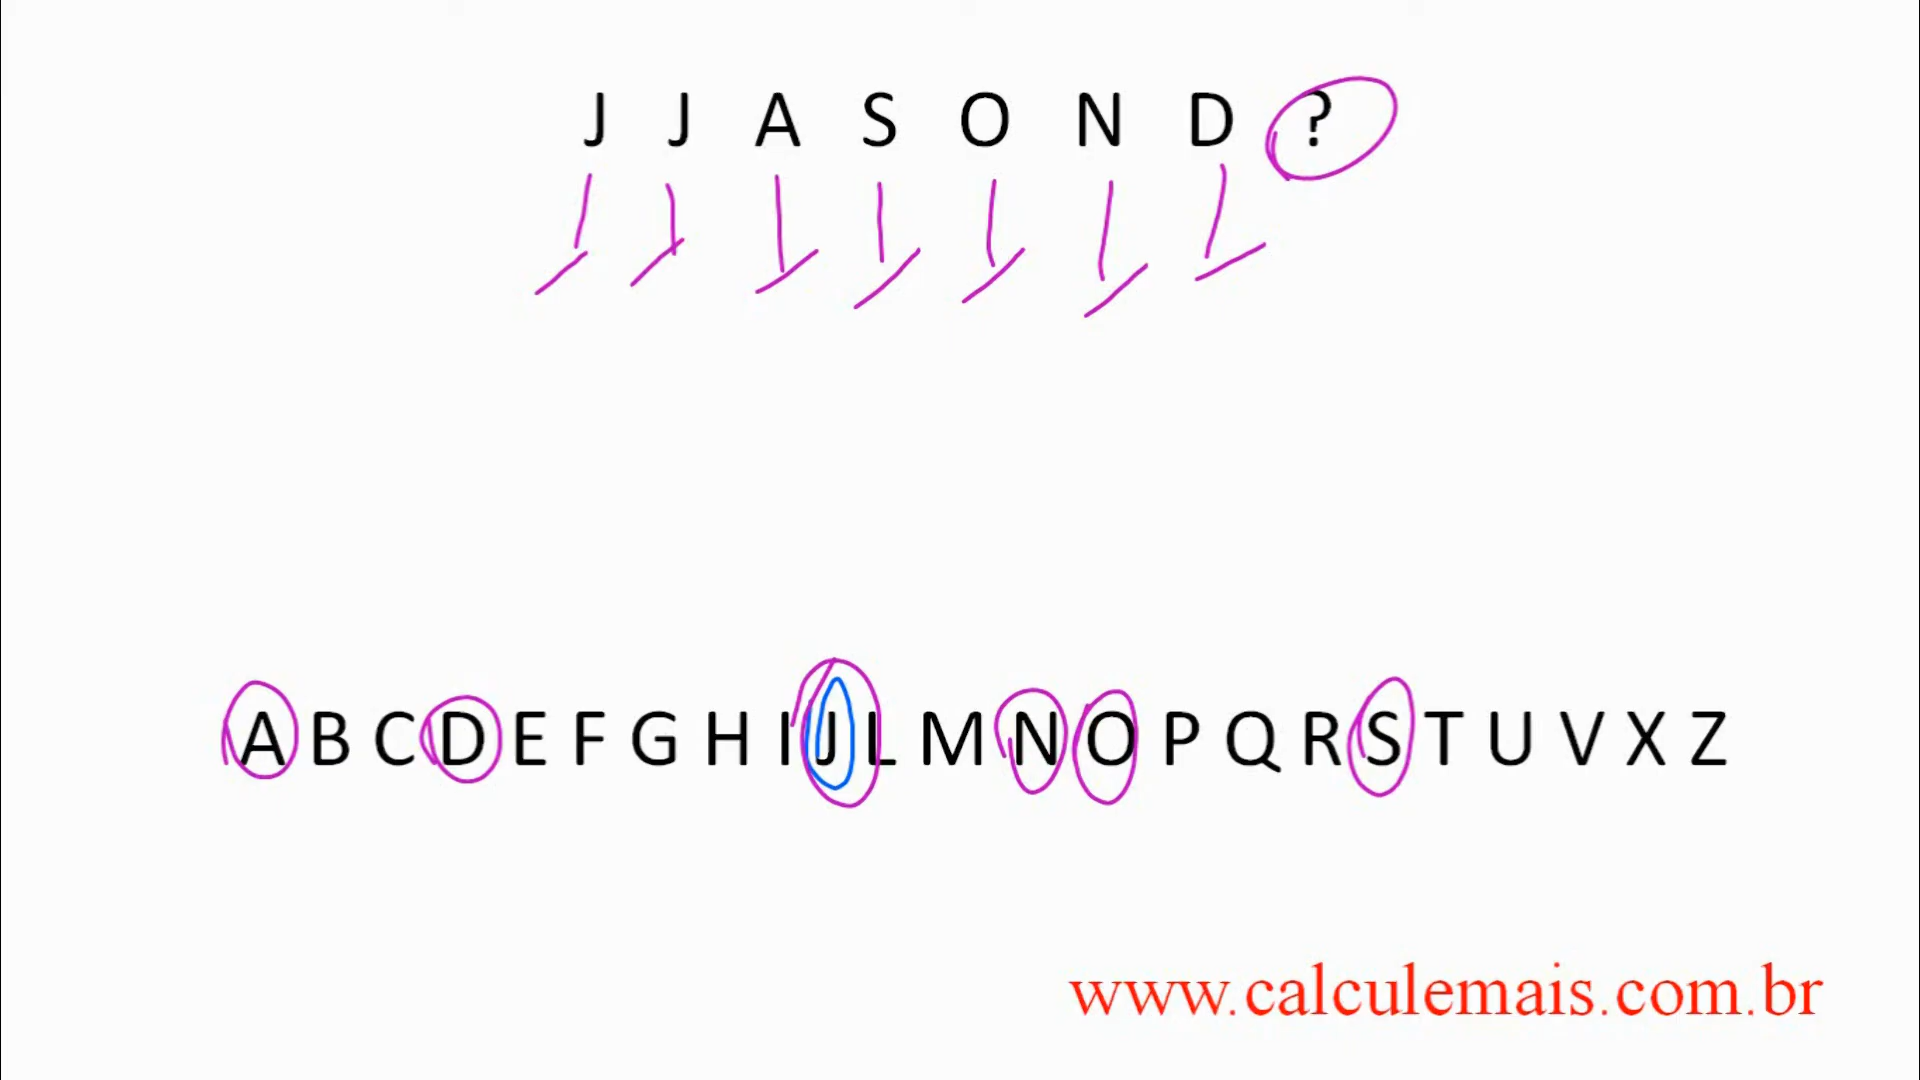 J J A S O N D ?
A B C D E F G H I J L M N O P Q R S T U V X Z
www.calculemais.com.br